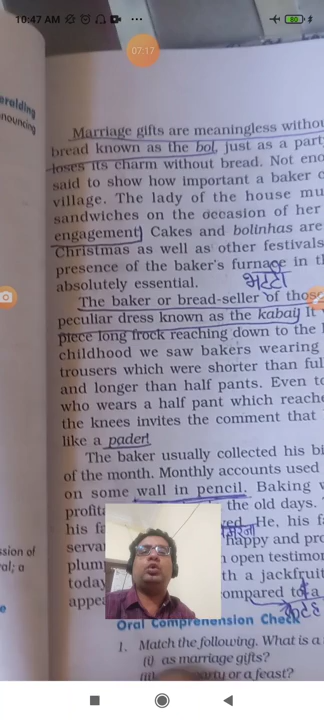 10:47 AM
80
07:17
eralding
nouncing
Marriage gifts are meaningless withou
bread known as the bol, just as a part
loses its charm without bread. Not eno
said to show how important a baker c
village. The lady of the house mu
sandwiches on the occasion of her
engagement. Cakes and bolinhas are
Christmas as well as other festivals
presence of the baker's furnace in th
absolutely essential.
भट्टी
The baker or bread-seller of those
peculiar dress known as the kabai. It
piece long frock reaching down to the
childhood we saw bakers wearing
trousers which were shorter than ful
and longer than half pants. Even to
who wears a half pant which reache
the knees invites the comment that
like a pader!
The baker usually collected his bi
of the month. Monthly accounts used
on some wall in pencil. Baking
profit the old days.
his fa He, his fa
serva happy and pro
plum open testimon
today th a jackfruit
appe ompared to a
कटहल
Oral Comprehension Check
1. Match the following. What is a
(i) as marriage gifts?
party or a feast?
ssion of
al; a
e